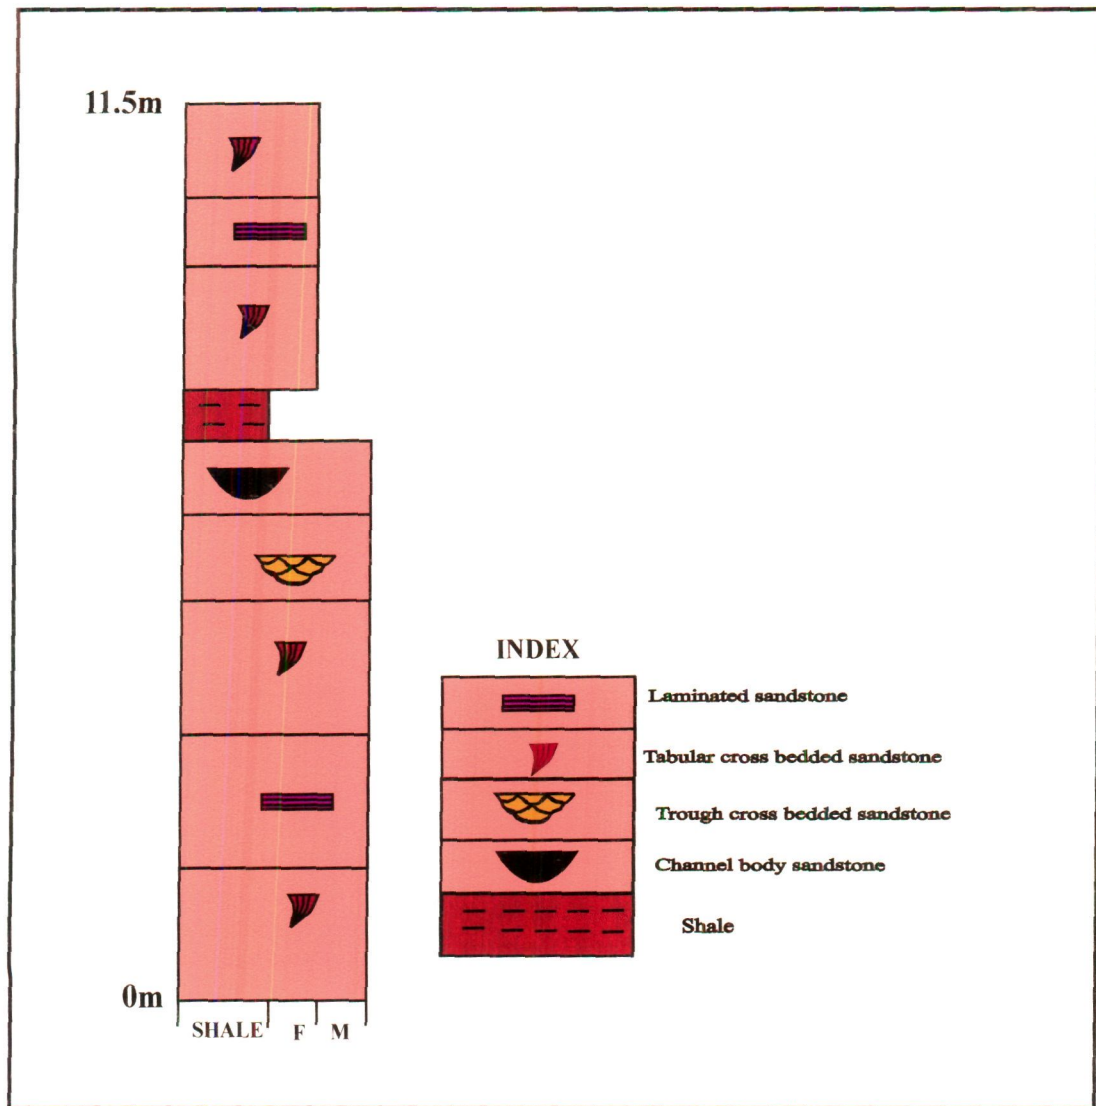 11.5m
INDEX
Laminated sandstone
Tabular cross bedded sandstone
Trough cross bedded sandstone
Channel body sandstone
Shale
0m
SHALE F M